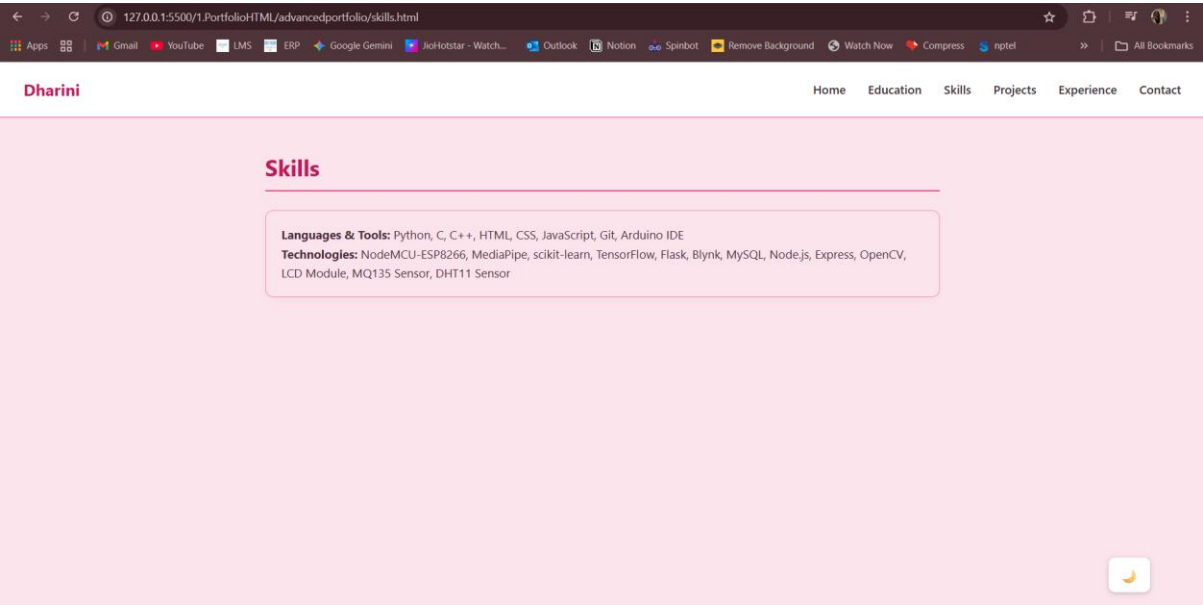 127.0.0.1:5500/1.PortfolioHTML/advancedportfolio/skills.html
Apps Gmail YouTube LMS ERP Google Gemini JioHotstar - Watch... Outlook Notion Spinbot Remove Background Watch Now Compress nptel » All Bookmarks
Dharini Home Education Skills Projects Experience Contact
Skills
Languages & Tools: Python, C, C++, HTML, CSS, JavaScript, Git, Arduino IDE
Technologies: NodeMCU-ESP8266, MediaPipe, scikit-learn, TensorFlow, Flask, Blynk, MySQL, Node.js, Express, OpenCV,
LCD Module, MQ135 Sensor, DHT11 Sensor